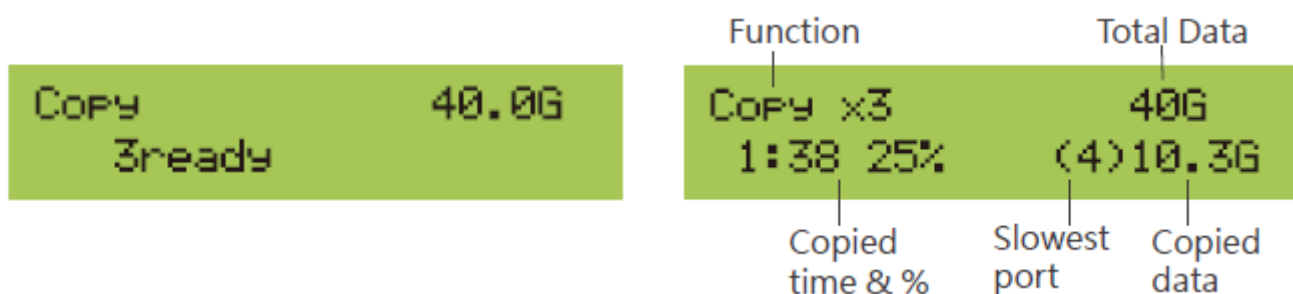 Function Total Data
Copy 40.0G
3ready
Copy x3 40G
1:38 25% (4)10.3G
Copied time & %
Slowest port
Copied data